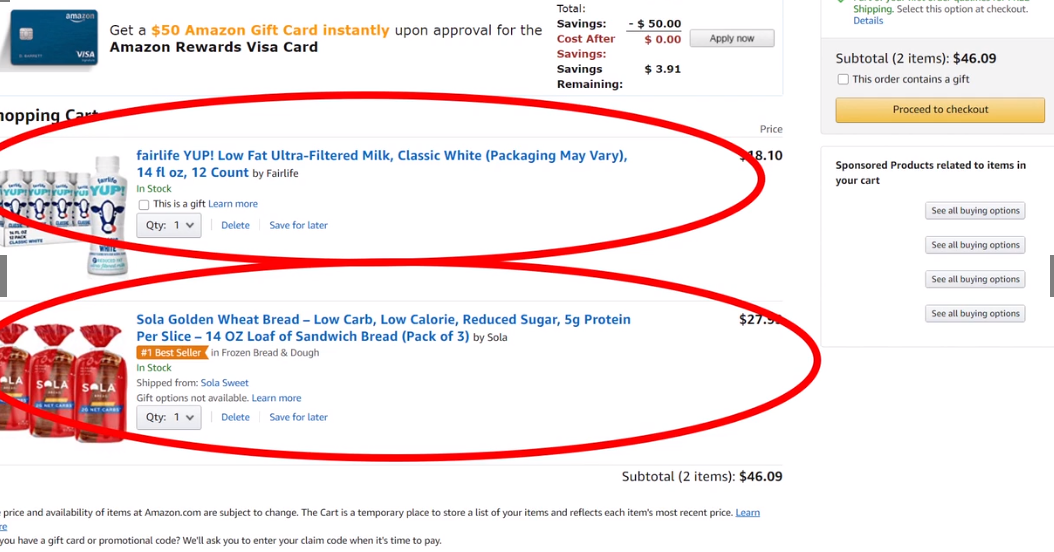 amazon
VISA
Get a $50 Amazon Gift Card instantly upon approval for the
Amazon Rewards Visa Card
Total:
Savings: - $ 50.00
Cost After $ 0.00
Savings:
Savings $ 3.91
Remaining:
Apply now
Shipping. Select this option at checkout.
Details
Subtotal (2 items): $46.09
This order contains a gift
Proceed to checkout
hopping Cart
Price
fairlife YUP! Low Fat Ultra-Filtered Milk, Classic White (Packaging May Vary),
14 fl oz, 12 Count by Fairlife
$18.10
In Stock
This is a gift Learn more
Qty: 1 Delete Save for later
YUP!
CLASSIC WHITE
Sponsored Products related to items in
your cart
See all buying options
See all buying options
See all buying options
See all buying options
Sola Golden Wheat Bread – Low Carb, Low Calorie, Reduced Sugar, 5g Protein
Per Slice – 14 OZ Loaf of Sandwich Bread (Pack of 3) by Sola
#1 Best Seller in Frozen Bread & Dough
In Stock
Shipped from: Sola Sweet
Gift options not available. Learn more
Qty: 1 Delete Save for later
SOLA
SOLA
Subtotal (2 items): $46.09
price and availability of items at Amazon.com are subject to change. The Cart is a temporary place to store a list of your items and reflects each item's most recent price. Learn
re
you have a gift card or promotional code? We'll ask you to enter your claim code when it's time to pay.